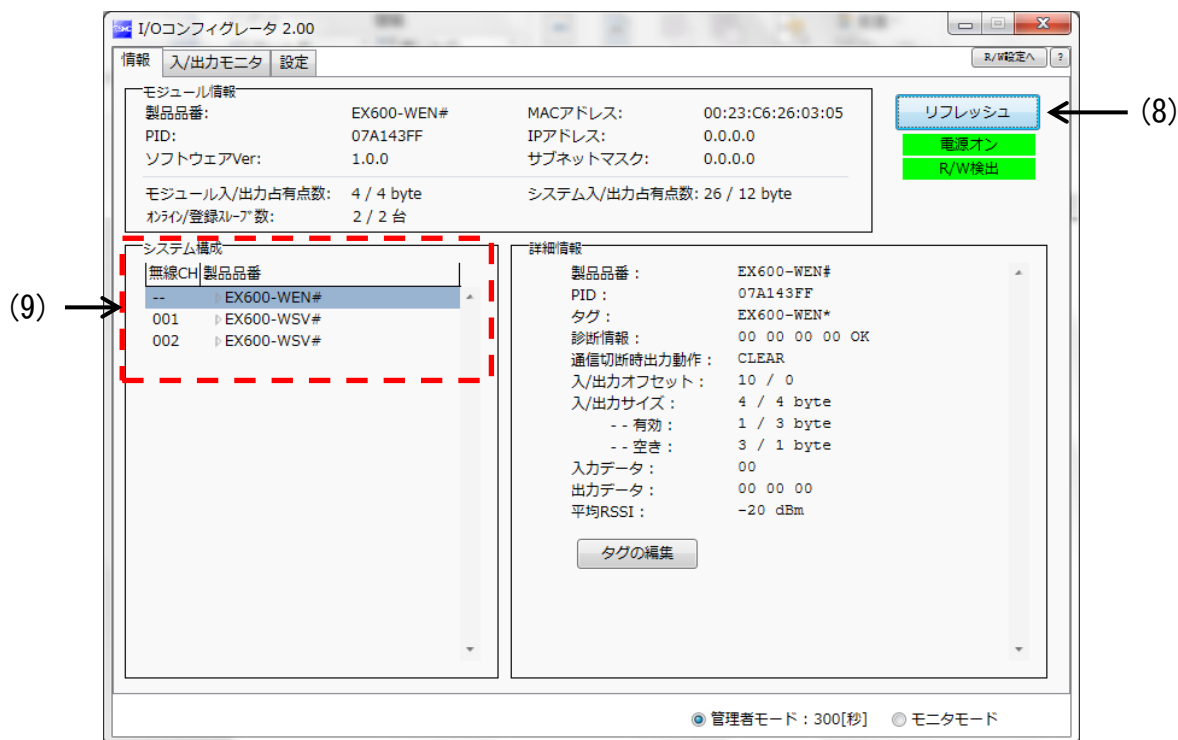 I/Oコンフィグレータ 2.00
情報 入/出力モニタ 設定 R/W設定へ ?
モジュール情報
製品品番: EX600-WEN# MACアドレス: 00:23:C6:26:03:05
PID: 07A143FF IPアドレス: 0.0.0.0
ソフトウェアVer: 1.0.0 サブネットマスク: 0.0.0.0
モジュール入/出力占有点数: 4 / 4 byte システム入/出力占有点数: 26 / 12 byte
オンライン/登録スレーブ数: 2 / 2 台
リフレッシュ (8)
電源オン
R/W検出
(9)
システム構成
無線CH 製品品番
-- EX600-WEN#
001 EX600-WSV#
002 EX600-WSV#
詳細情報
製品品番: EX600-WEN#
PID: 07A143FF
タグ: EX600-WEN*
診断情報: 00 00 00 00 OK
通信切断時出力動作: CLEAR
入/出力オフセット: 10 / 0
入/出力サイズ: 4 / 4 byte
--有効: 1 / 3 byte
--空き: 3 / 1 byte
入力データ: 00
出力データ: 00 00 00
平均RSSI: -20 dBm
タグの編集
管理者モード:300[秒] モニタモード